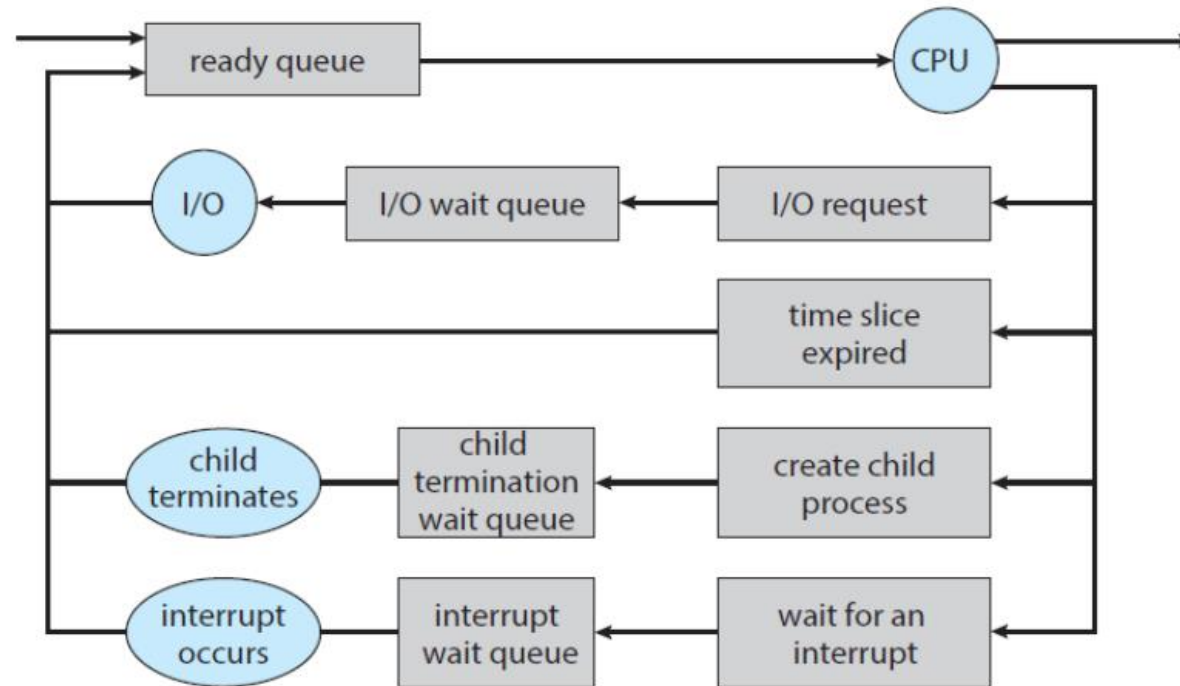 ready queue
CPU
I/O
I/O wait queue
I/O request
time slice
expired
child
terminates
child
termination
wait queue
create child
process
interrupt
occurs
interrupt
wait queue
wait for an
interrupt